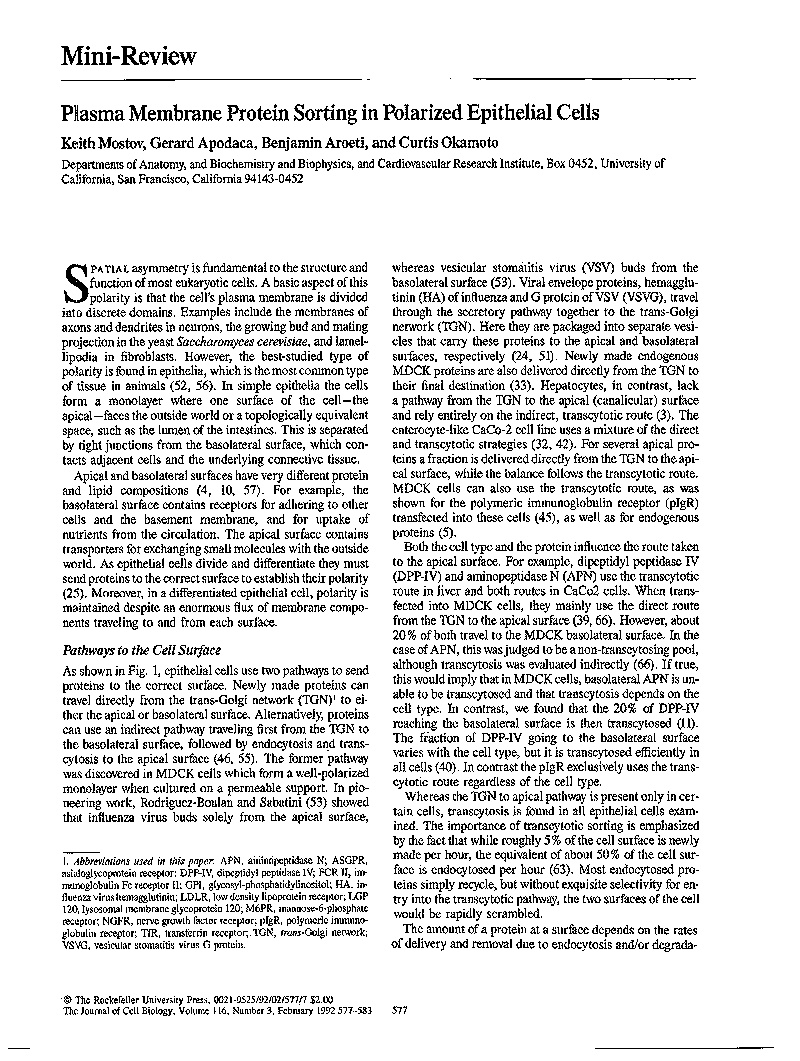 Mini-Review
Plasma Membrane Protein Sorting in Polarized Epithelial Cells
Keith Mostov, Gerard Apodaca, Benjamin Aroeti, and Curtis Okamoto
Departments of Anatomy, and Biochemistry and Biophysics, and Cardiovascular Research Institute, Box 0452, University of
California, San Francisco, California 94143-0452
SPATIAL asymmetry is fundamental to the structure and
function of most eukaryotic cells. A basic aspect of this
polarity is that the cell's plasma membrane is divided
into discrete domains. Examples include the membranes of
axons and dendrites in neurons, the growing bud and mating
projection in the yeast Saccharomyces cerevisiae, and lamel-
lipodia in fibroblasts. However, the best-studied type of
polarity is found in epithelia, which is the most common type
of tissue in animals (52, 56). In simple epithelia the cells
form a monolayer where one surface of the cell—the
apical—faces the outside world or a topologically equivalent
space, such as the lumen of the intestines. This is separated
by tight junctions from the basolateral surface, which con-
tacts adjacent cells and the underlying connective tissue.
Apical and basolateral surfaces have very different protein
and lipid compositions (4, 10, 57). For example, the
basolateral surface contains receptors for adhering to other
cells and the basement membrane, and for uptake of
nutrients from the circulation. The apical surface contains
transporters for exchanging small molecules with the outside
world. As epithelial cells divide and differentiate they must
send proteins to the correct surface to establish their polarity
(25). Moreover, in a differentiated epithelial cell, polarity is
maintained despite an enormous flux of membrane compo-
nents traveling to and from each surface.
Pathways to the Cell Surface
As shown in Fig. 1, epithelial cells use two pathways to send
proteins to the correct surface. Newly made proteins can
travel directly from the trans-Golgi network (TGN)¹ to ei-
ther the apical or basolateral surface. Alternatively, proteins
can use an indirect pathway traveling first from the TGN to
the basolateral surface, followed by endocytosis and trans-
cytosis to the apical surface (46, 55). The former pathway
was discovered in MDCK cells which form a well-polarized
monolayer when cultured on a permeable support. In pio-
neering work, Rodriguez-Boulan and Sabatini (53) showed
that influenza virus buds solely from the apical surface,
1. Abbreviations used in this paper: APN, aminopeptidase N; ASGPR,
asialoglycoprotein receptor; DPP-IV, dipeptidyl peptidase IV; FCR II, im-
munoglobulin Fc receptor II; GPI, glycosyl-phosphatidylinositol; HA, in-
fluenza virus hemagglutinin; LDLR, low density lipoprotein receptor; LGP
120, lysosomal membrane glycoprotein 120; M6PR, mannose-6-phosphate
receptor; NGFR, nerve growth factor receptor; pIgR, polymeric immuno-
globulin receptor; TfR, transferrin receptor; TGN, trans-Golgi network;
VSVG, vesicular stomatitis virus G protein.
whereas vesicular stomatitis virus (VSV) buds from the
basolateral surface (53). Viral envelope proteins, hemagglu-
tinin (HA) of influenza and G protein of VSV (VSVG), travel
through the secretory pathway together to the trans-Golgi
network (TGN). Here they are packaged into separate vesi-
cles that carry these proteins to the apical and basolateral
surfaces, respectively (24, 51). Newly made endogenous
MDCK proteins are also delivered directly from the TGN to
their final destination (33). Hepatocytes, in contrast, lack
a pathway from the TGN to the apical (canalicular) surface
and rely entirely on the indirect, transcytotic route (3). The
enterocyte-like CaCo-2 cell line uses a mixture of the direct
and transcytotic strategies (32, 42). For several apical pro-
teins a fraction is delivered directly from the TGN to the api-
cal surface, while the balance follows the transcytotic route.
MDCK cells can also use the transcytotic route, as was
shown for the polymeric immunoglobulin receptor (pIgR)
transfected into these cells (45), as well as for endogenous
proteins (5).
Both the cell type and the protein influence the route taken
to the apical surface. For example, dipeptidyl peptidase IV
(DPP-IV) and aminopeptidase N (APN) use the transcytotic
route in liver and both routes in CaCo2 cells. When trans-
fected into MDCK cells, they mainly use the direct route
from the TGN to the apical surface (39, 66). However, about
20% of both travel to the MDCK basolateral surface. In the
case of APN, this was judged to be a non-transcytosing pool,
although transcytosis was evaluated indirectly (66). If true,
this would imply that in MDCK cells, basolateral APN is un-
able to be transcytosed and that transcytosis depends on the
cell type. In contrast, we found that the 20% of DPP-IV
reaching the basolateral surface is then transcytosed (11).
The fraction of DPP-IV going to the basolateral surface
varies with the cell type, but it is transcytosed efficiently in
all cells (40). In contrast the pIgR exclusively uses the trans-
cytotic route regardless of the cell type.
Whereas the TGN to apical pathway is present only in cer-
tain cells, transcytosis is found in all epithelial cells exam-
ined. The importance of transcytotic sorting is emphasized
by the fact that while roughly 5% of the cell surface is newly
made per hour, the equivalent of about 50% of the cell sur-
face is endocytosed per hour (63). Most endocytosed pro-
teins simply recycle, but without exquisite selectivity for en-
try into the transcytotic pathway, the two surfaces of the cell
would be rapidly scrambled.
The amount of a protein at a surface depends on the rates
of delivery and removal due to endocytosis and/or degrada-
© The Rockefeller University Press, 0021-9525/92/02/577/7 $2.00
The Journal of Cell Biology, Volume 116, Number 3, February 1992 577-583
577